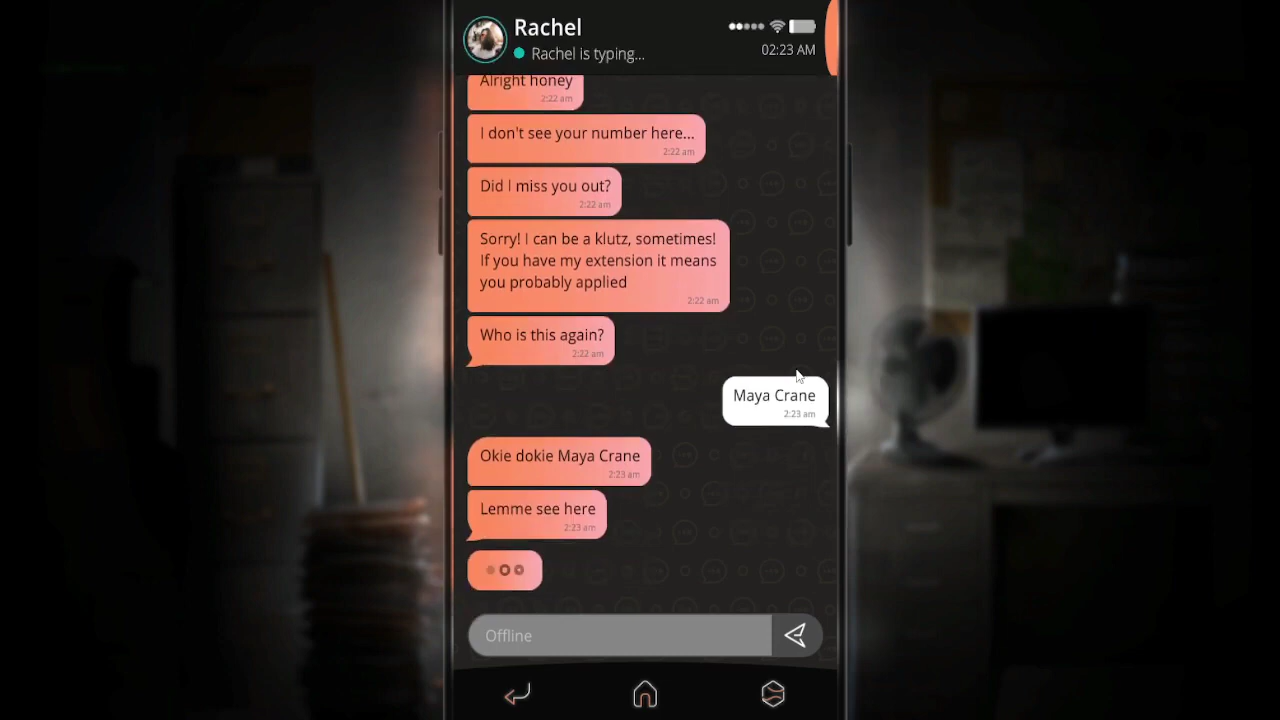 Rachel
Rachel is typing...
02:23 AM
Alright honey
2:22 am
I don't see your number here...
2:22 am
Did I miss you out?
2:22 am
Sorry! I can be a klutz, sometimes!
If you have my extension it means
you probably applied
2:22 am
Who is this again?
2:22 am
Maya Crane
2:23 am
Okie dokie Maya Crane
2:23 am
Lemme see here
2:23 am
Offline